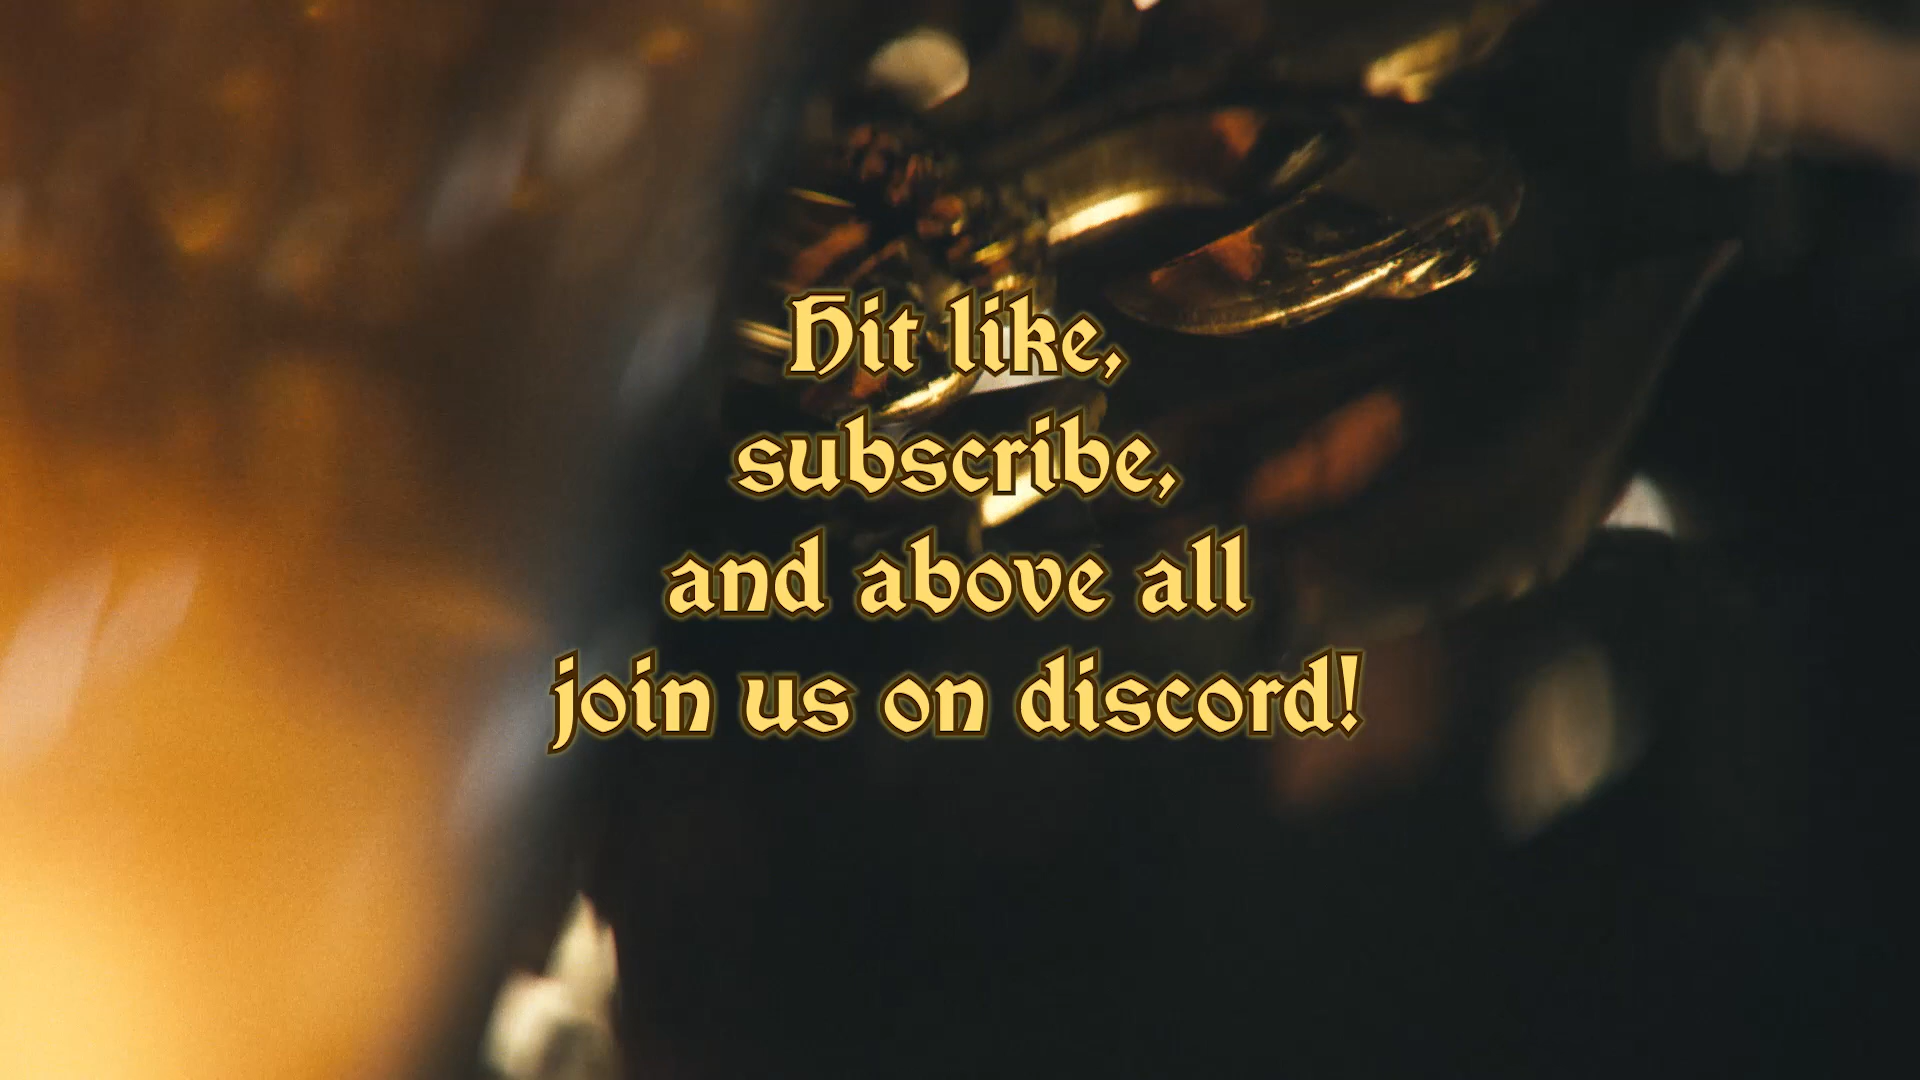 Hit like,
subscribe,
and above all
join us on discord!